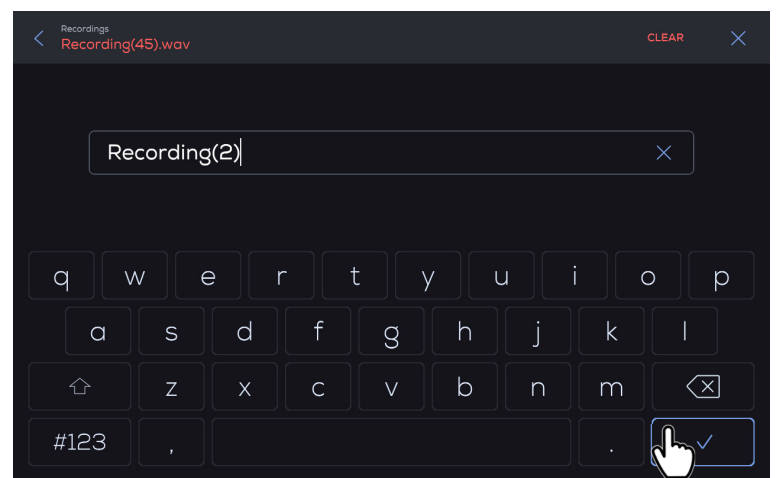 Recordings
Recording(45).wav
CLEAR
Recording(2)
q w e r t y u i o p
a s d f g h j k l
z x c v b n m
#123 , .